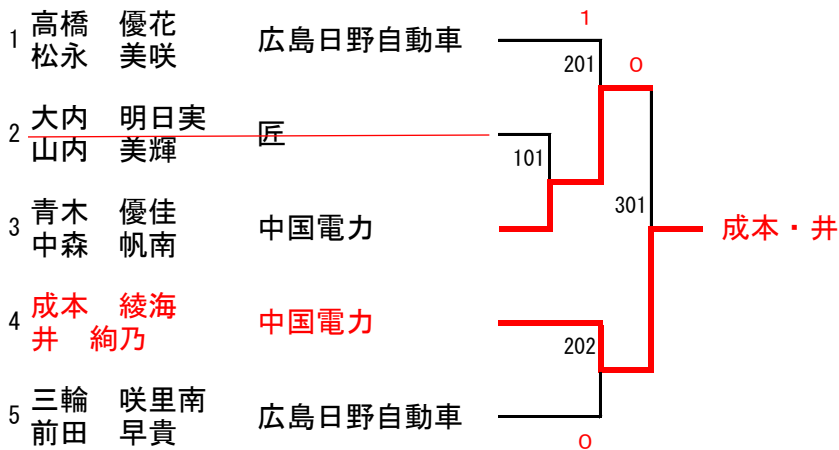 1
高橋　優花
松永　美咲
広島日野自動車
1
201
0
2
大内　明日実
山内　美輝
匠
101
3
青木　優佳
中森　帆南
中国電力
301
成本・井
4
成本　綾海
井　絢乃
中国電力
202
5
三輪　咲里南
前田　早貴
広島日野自動車
0